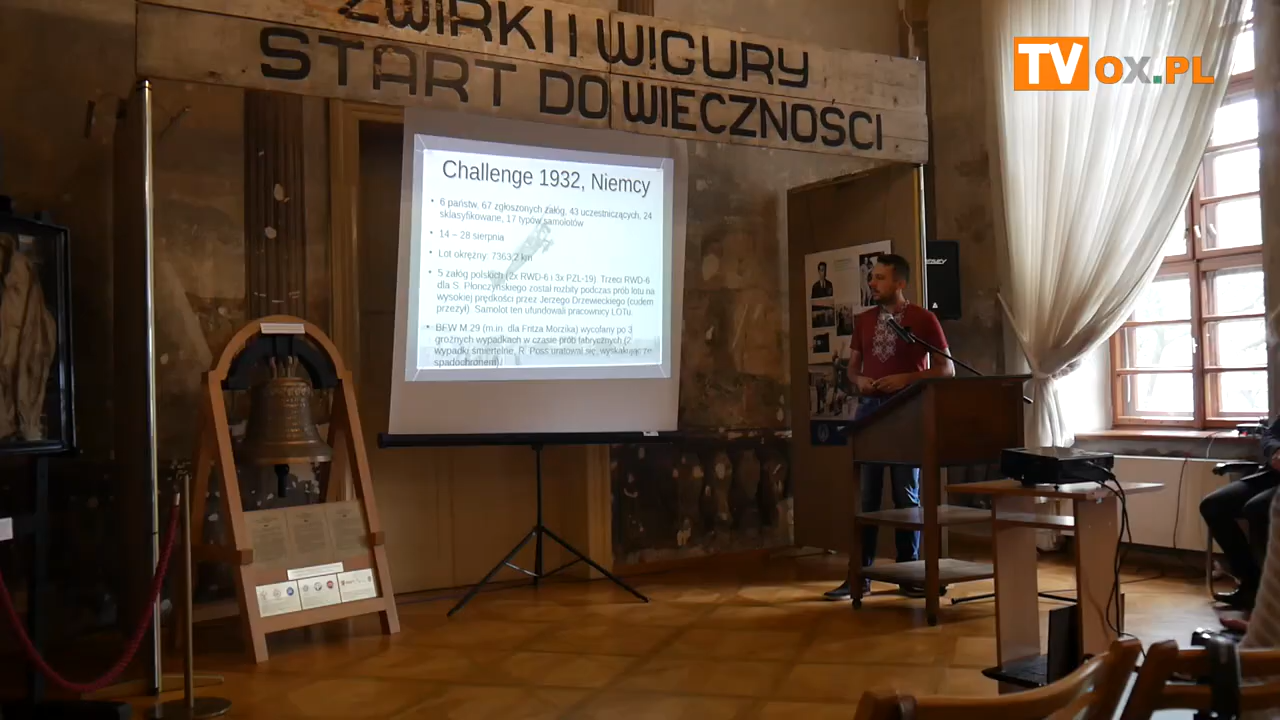 ŻWIRKI I WIGURY
START DO WIECZNOŚCI
TVOX.PL
Challenge 1932, Niemcy
• 6 państw, 67 zgłoszonych załóg, 43 uczestniczących, 24
sklasyfikowane, 17 typów samolotów
• 14 – 28 sierpnia
• Lot okrężny: 7363,2 km
• 5 załóg polskich (2x RWD-6 i 3x PZL-19). Trzeci RWD-6
dla S. Płonczyńskiego został rozbity podczas prób lotu na
wysokiej prędkości przez Jerzego Drzewieckiego (cudem
przeżył). Samolot ten ufundowali pracownicy LOTu.
• BFW M.29 (m.in. dla Fritza Morzika) wycofany po 3
groźnych wypadkach w czasie prób fabrycznych (2
wypadki śmiertelne, R. Poss uratował się, wyskakując ze
spadochronem).